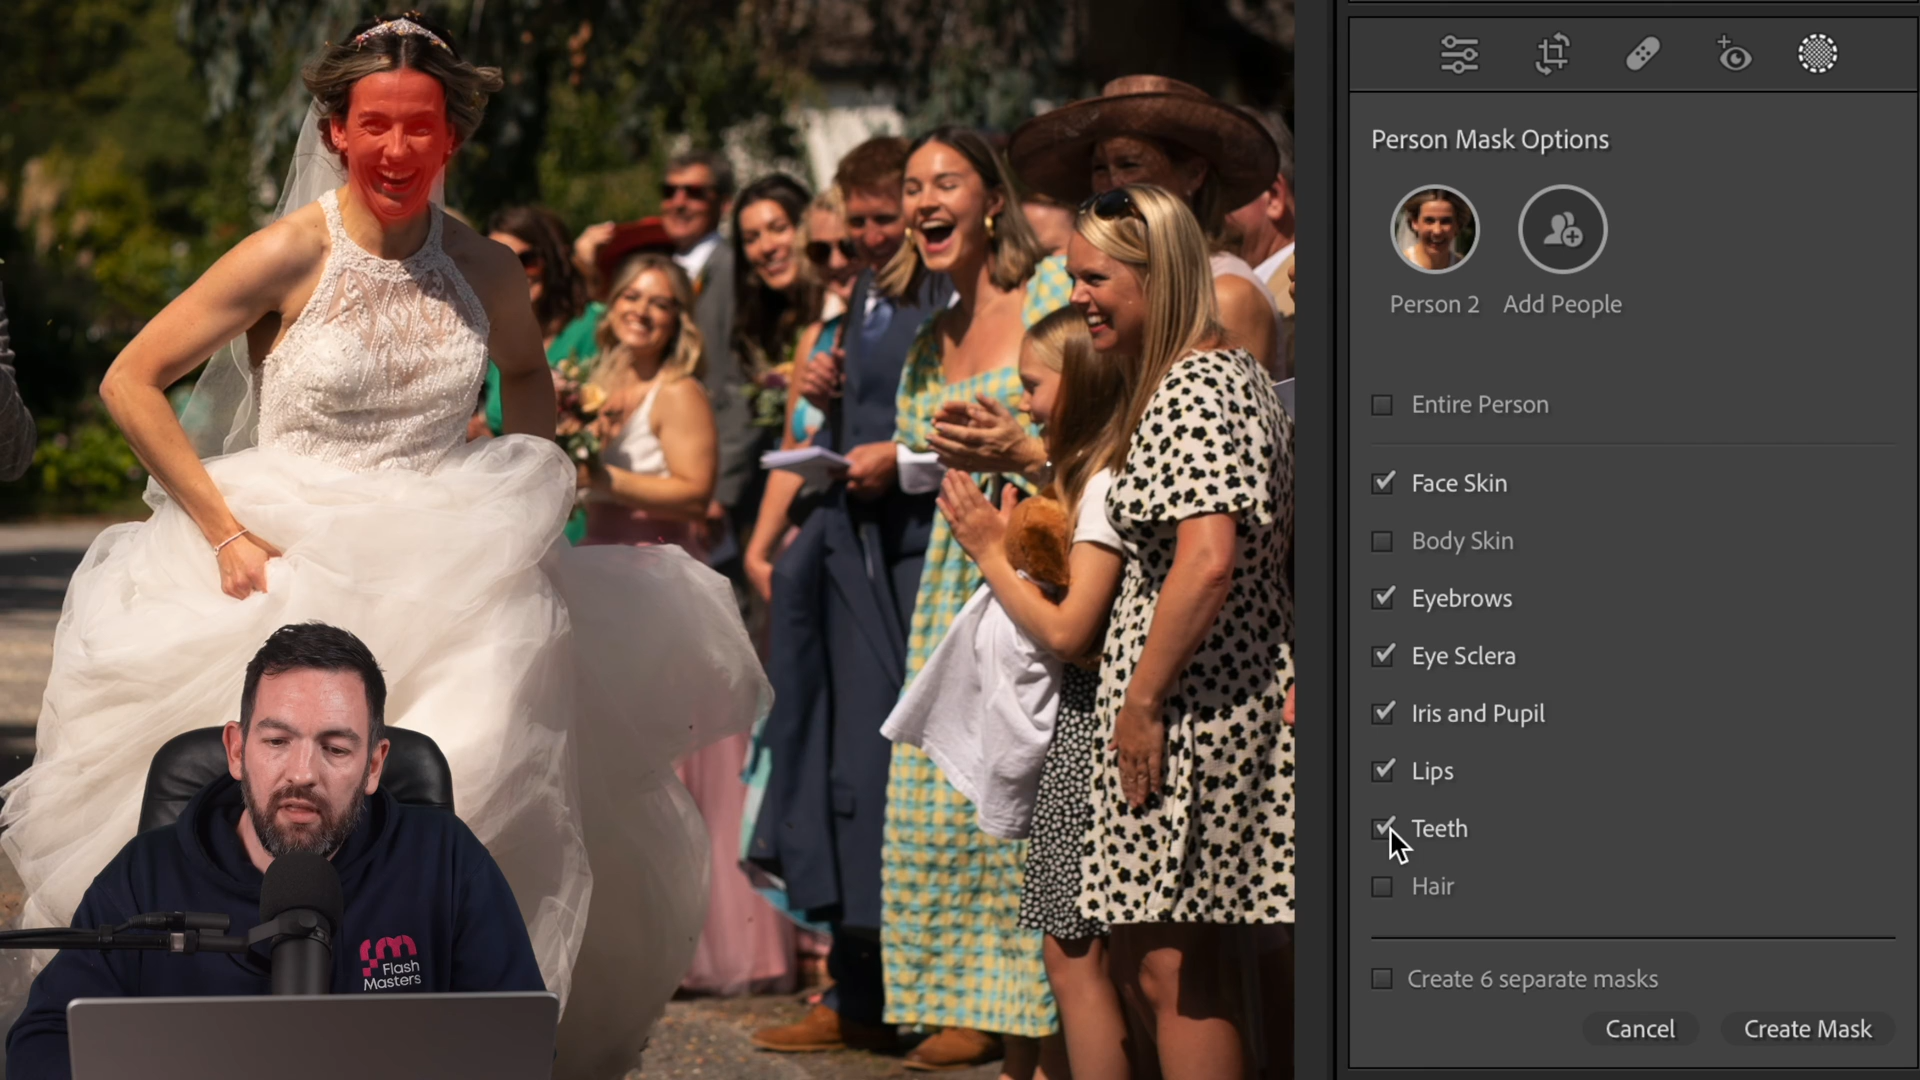 Person Mask Options
Person 2
Add People
Entire Person
Face Skin
Body Skin
Eyebrows
Eye Sclera
Iris and Pupil
Lips
Teeth
Hair
Create 6 separate masks
Cancel
Create Mask
fm
Flash
Masters